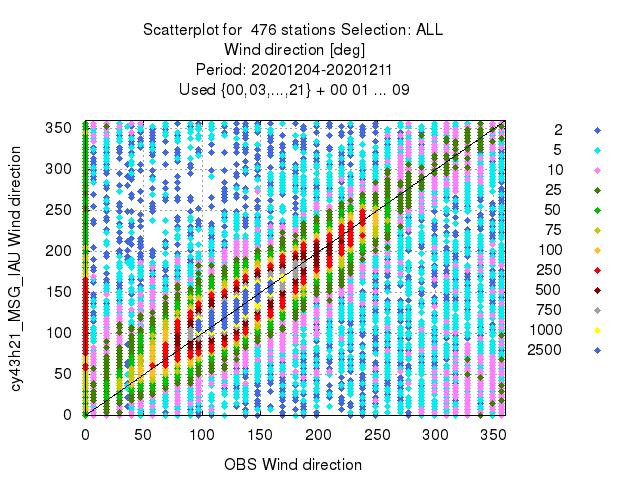 Scatterplot for 476 stations Selection: ALL
Wind direction [deg]
Period: 20201204-20201211
Used {00,03,...,21} + 00 01 ... 09
cy43h21_MSG_IAU Wind direction
350
300
250
200
150
100
50
0
0 50 100 150 200 250 300 350
OBS Wind direction
2
5
10
25
50
75
100
250
500
750
1000
2500